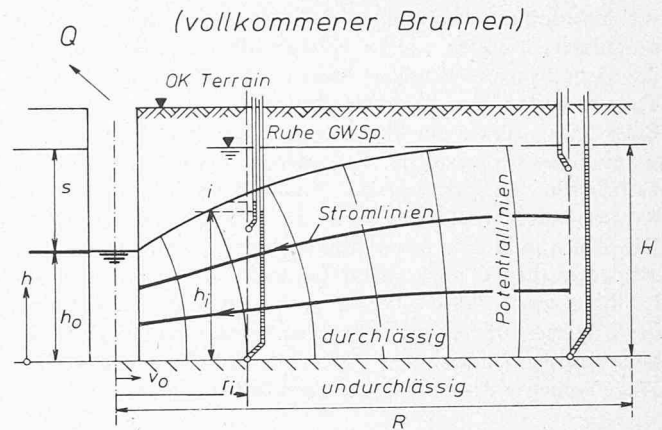 (vollkommener Brunnen)
Q
OK Terrain
Ruhe GWSp.
s
i
Stromlinien
Potentiallinien
H
h
h₀
hᵢ
durchlässig
v₀
rᵢ
undurchlässig
R